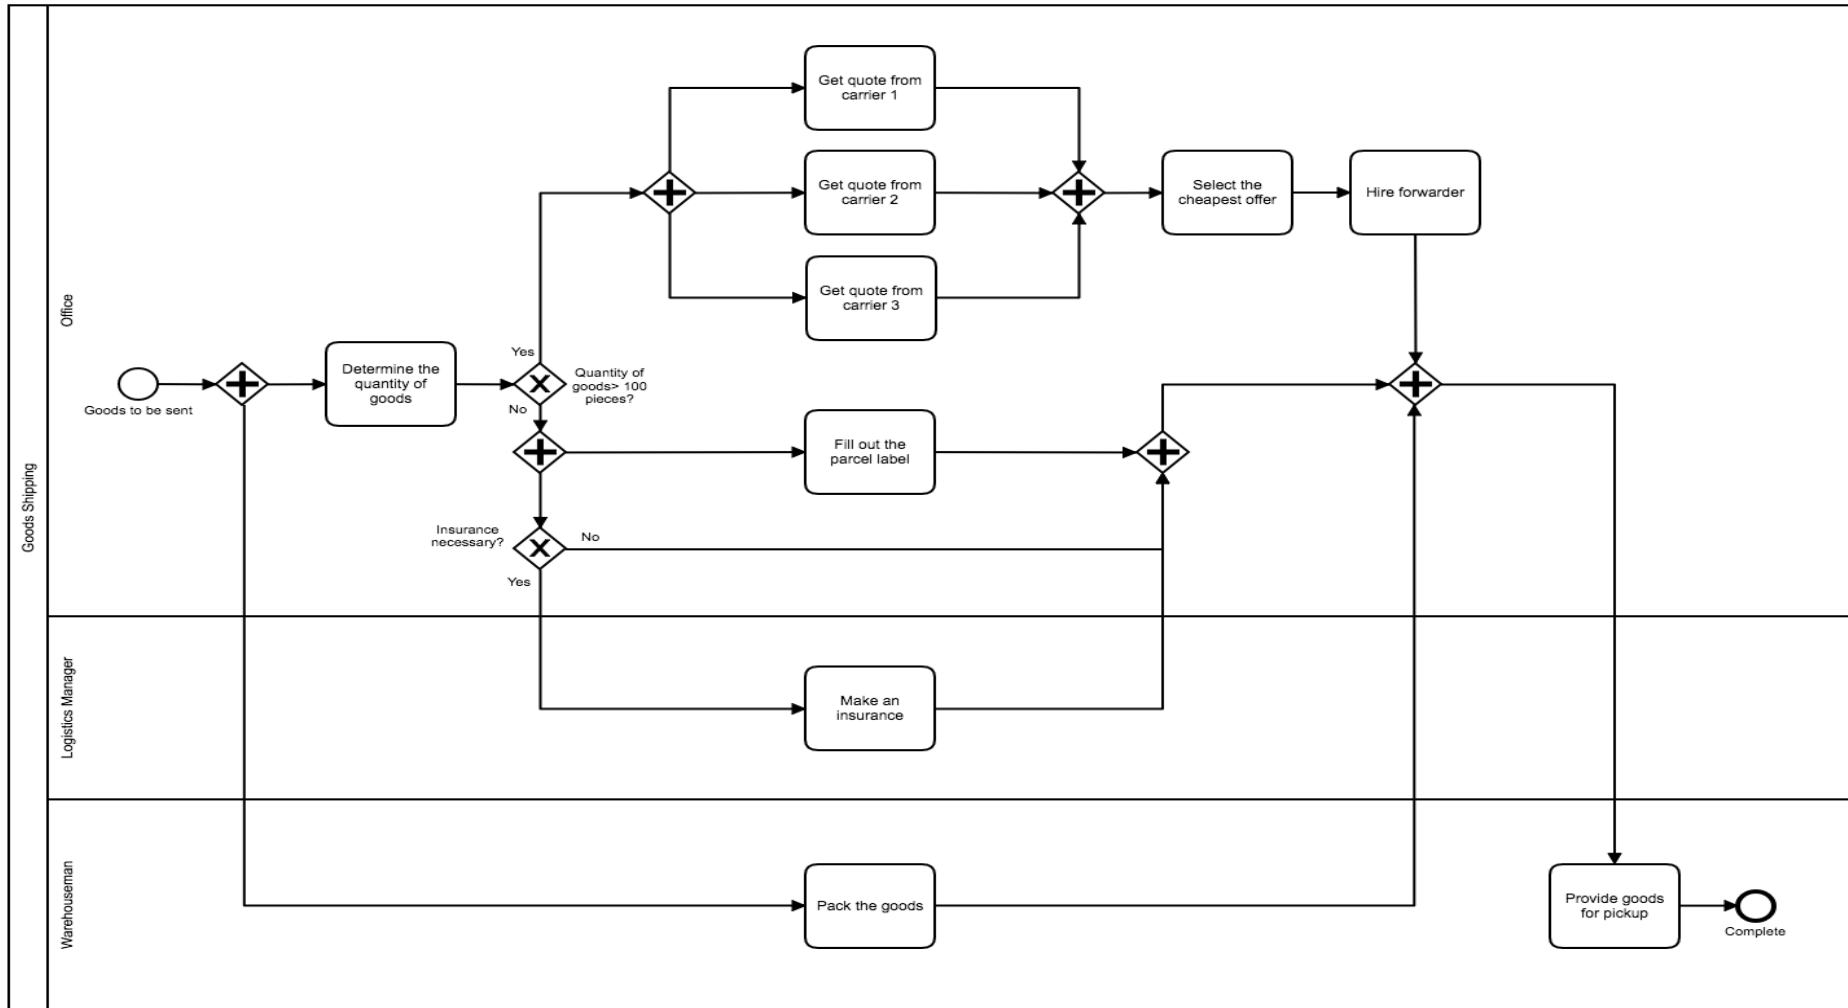 Goods Shipping
Office
Goods to be sent
Determine the
quantity of
goods
Yes
No
Quantity of
goods> 100
pieces?
Get quote from
carrier 1
Get quote from
carrier 2
Get quote from
carrier 3
Select the
cheapest offer
Hire forwarder
Fill out the
parcel label
Insurance
necessary?
No
Yes
Logistics Manager
Make an
insurance
Warehouseman
Pack the goods
Provide goods
for pickup
Complete